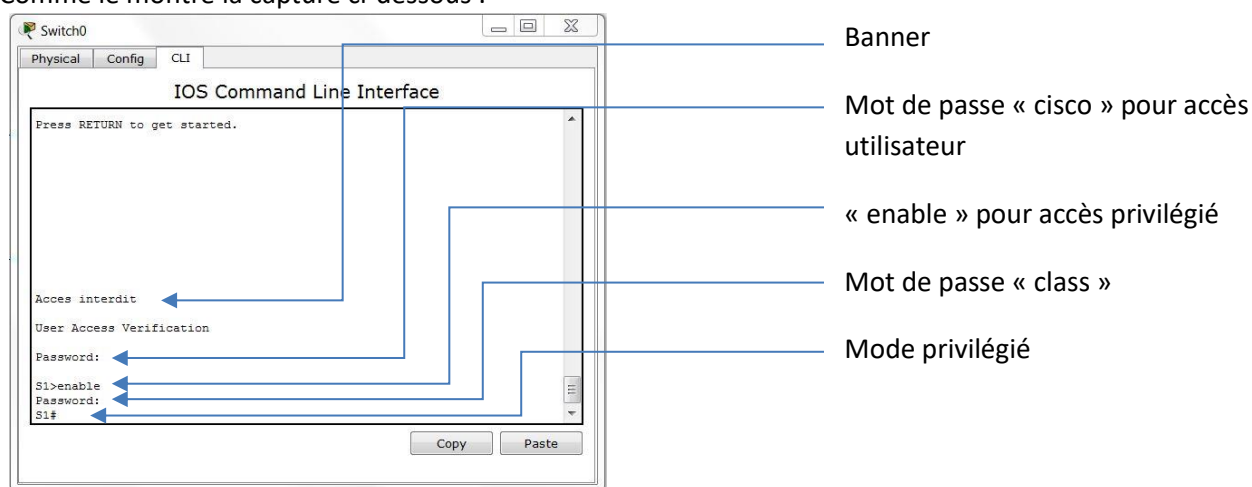 Comme le montre la capture ci-dessous :
Switch0
Physical Config CLI
IOS Command Line Interface
Press RETURN to get started.
Acces interdit
User Access Verification
Password:
S1>enable
Password:
S1#
Copy Paste
Banner
Mot de passe « cisco » pour accès
utilisateur
« enable » pour accès privilégié
Mot de passe « class »
Mode privilégié